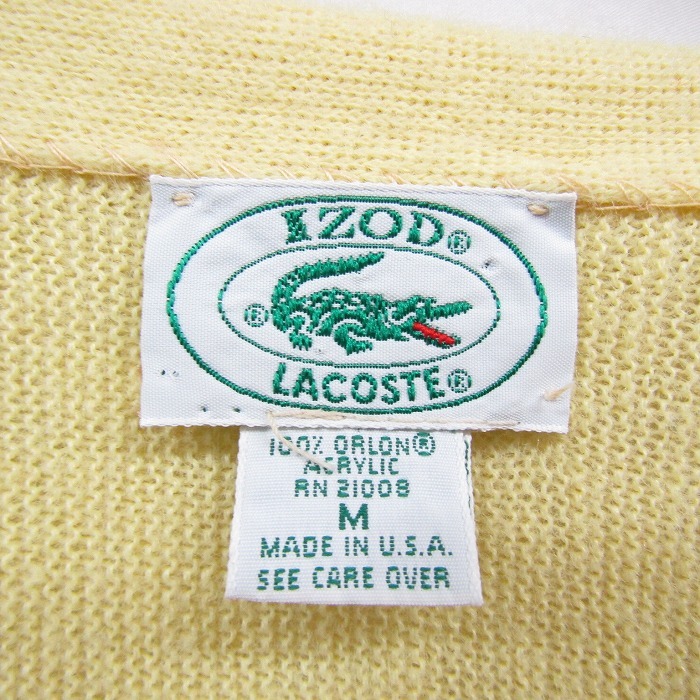 IZOD®
®
LACOSTE®
100% ORLON®
ACRYLIC
RN 21008
M
MADE IN U.S.A.
SEE CARE OVER